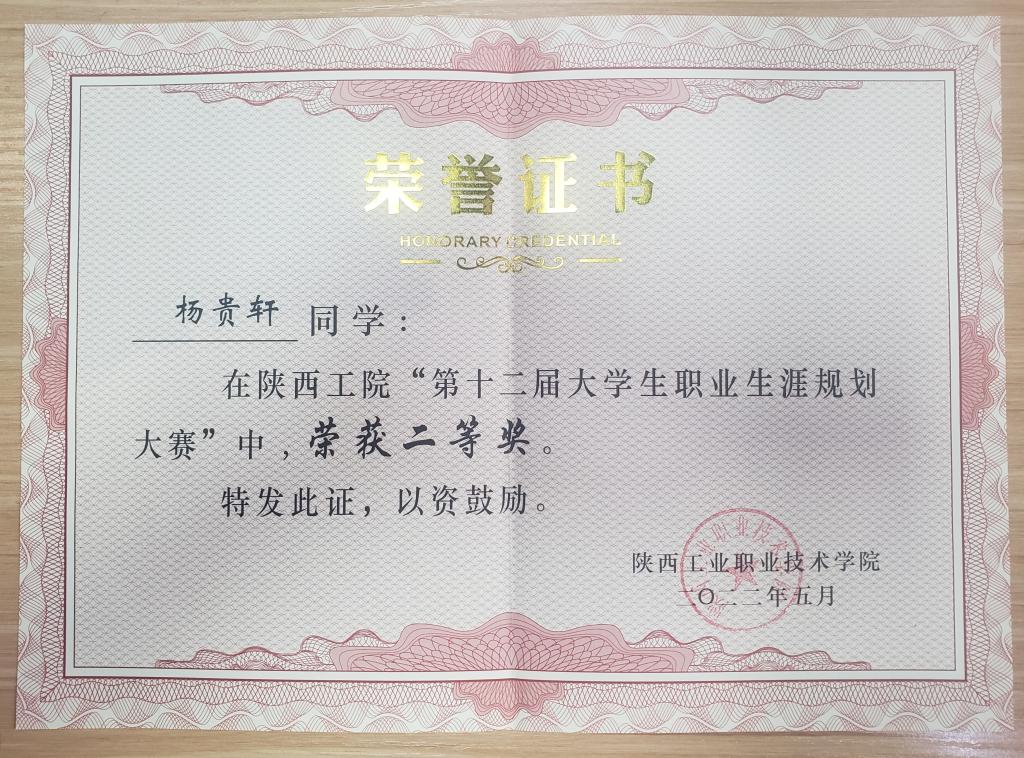 荣誉证书
HONORARY CREDENTIAL
杨贵轩 同学：
在陕西工院“第十二届大学生职业生涯规划
大赛”中，荣获二等奖。
特发此证，以资鼓励。
陕西工业职业技术学院
二〇二二年五月